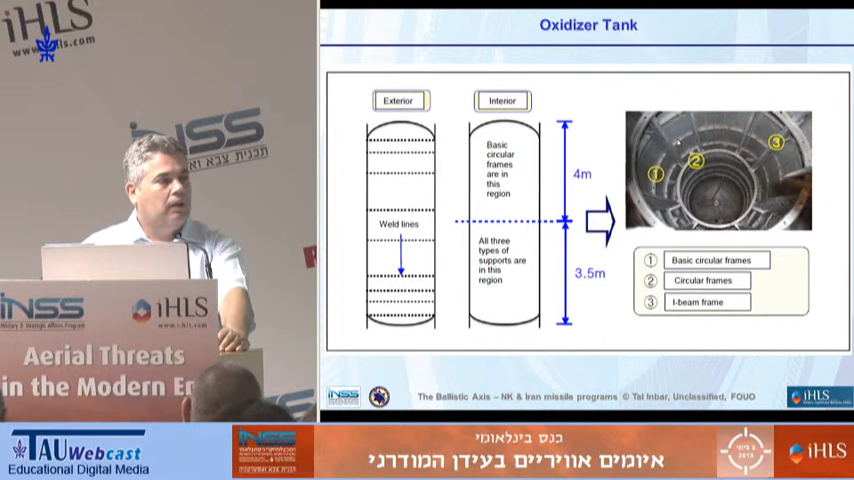 iHLS
www.i-hls.com
INSS
תכנית צבא וא
INSS
Military & Strategic Affairs Program
iHLS
www.i-hls.com
Aerial Threats
in the Modern Er
Oxidizer Tank
Exterior
Interior
Basic
circular
frames
are in
this
region
4m
Weld lines
All three
types of
supports are
in this
region
3.5m
1
2
3
1 Basic circular frames
2 Circular frames
3 I-beam frame
INSS
The Ballistic Axis – NK & Iran missile programs © Tal Inbar, Unclassified, FOUO
iHLS
TAU Webcast
Educational Digital Media
INSS
כנס בינלאומי
איומים אוויריים בעידן המודרני
iHLS